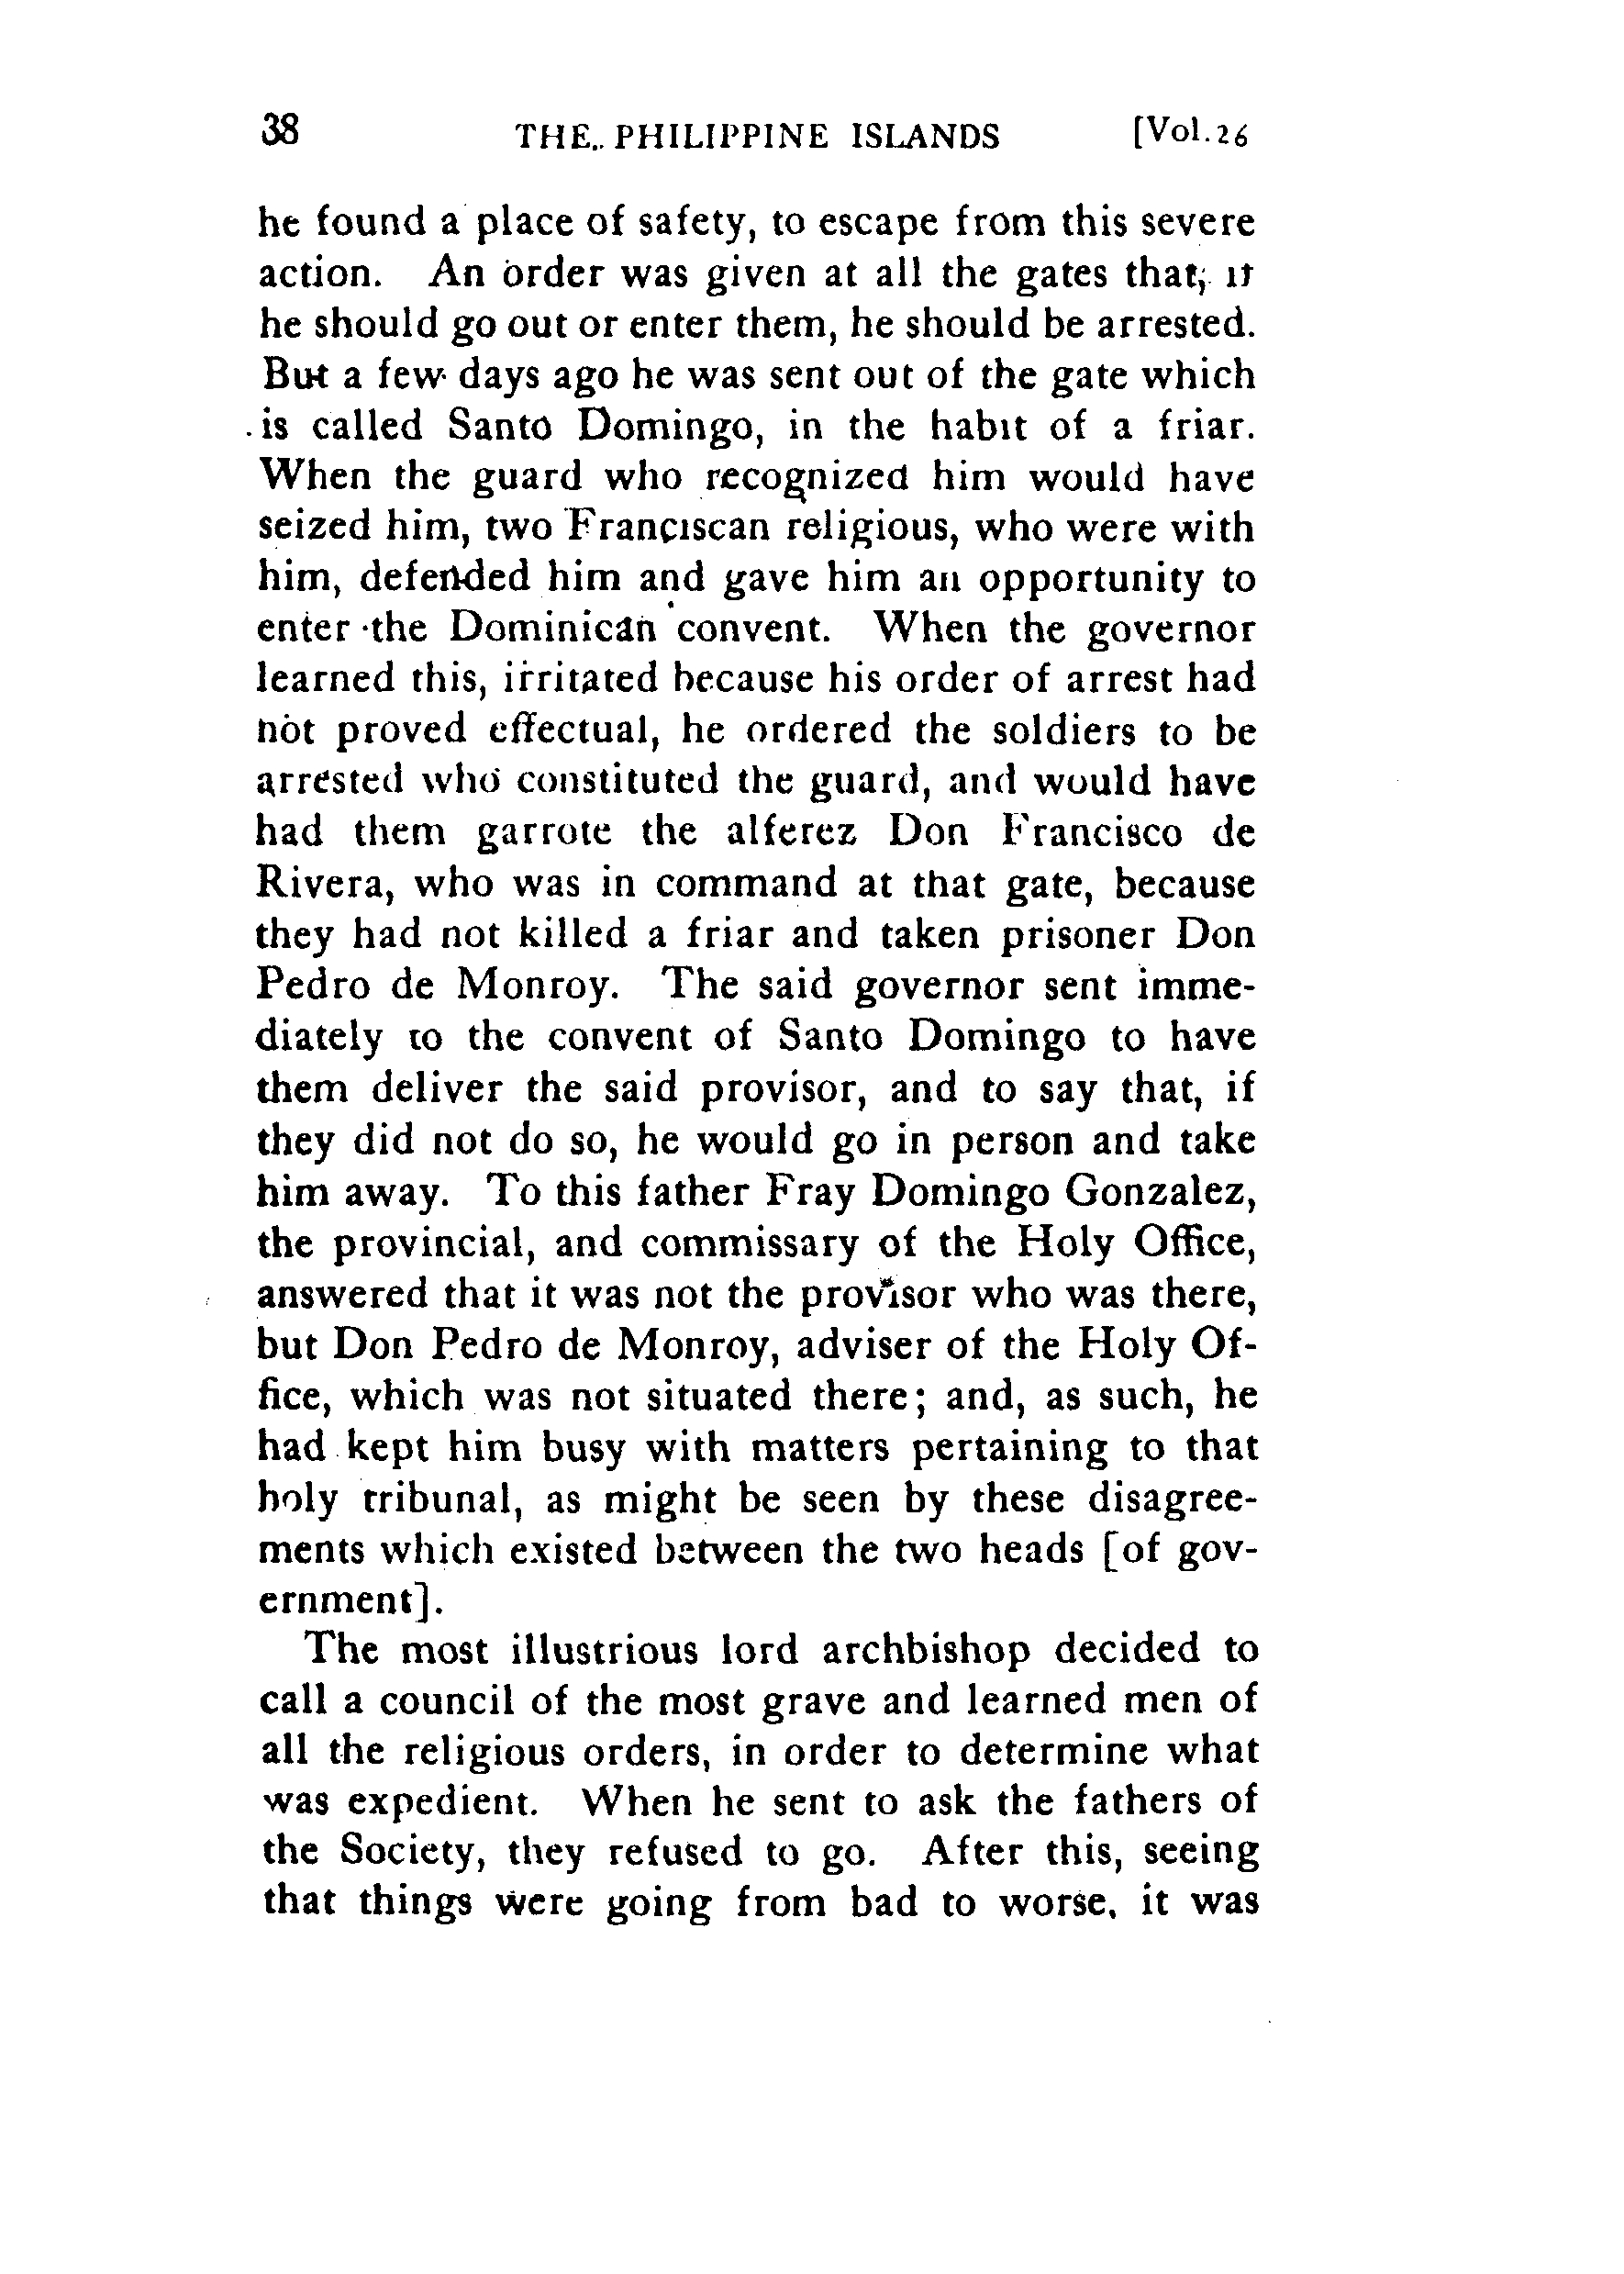 38 THE PHILIPPINE ISLANDS [Vol. 26
he found a place of safety, to escape from this severe
action. An order was given at all the gates that, if
he should go out or enter them, he should be arrested.
But a few days ago he was sent out of the gate which
is called Santo Domingo, in the habit of a friar.
When the guard who recognized him would have
seized him, two Franciscan religious, who were with
him, defended him and gave him an opportunity to
enter the Dominican convent. When the governor
learned this, irritated because his order of arrest had
not proved effectual, he ordered the soldiers to be
arrested who constituted the guard, and would have
had them garrote the alferez Don Francisco de
Rivera, who was in command at that gate, because
they had not killed a friar and taken prisoner Don
Pedro de Monroy. The said governor sent imme-
diately to the convent of Santo Domingo to have
them deliver the said provisor, and to say that, if
they did not do so, he would go in person and take
him away. To this father Fray Domingo Gonzalez,
the provincial, and commissary of the Holy Office,
answered that it was not the provisor who was there,
but Don Pedro de Monroy, adviser of the Holy Of-
fice, which was not situated there; and, as such, he
had kept him busy with matters pertaining to that
holy tribunal, as might be seen by these disagree-
ments which existed between the two heads [of gov-
ernment].
The most illustrious lord archbishop decided to
call a council of the most grave and learned men of
all the religious orders, in order to determine what
was expedient. When he sent to ask the fathers of
the Society, they refused to go. After this, seeing
that things were going from bad to worse, it was